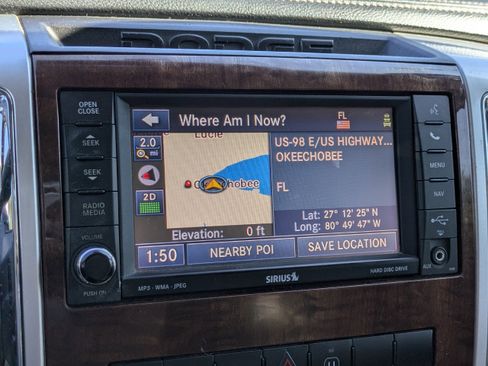 DODGE
OPEN
CLOSE
SEEK
SEEK
RADIO
MEDIA
VOLUME
PUSH ON
Where Am I Now?
FL
2.0
mi
2D
Lucie
Okeechobee
Elevation: 0 ft
US-98 E/US HIGHWAY...
OKEECHOBEE
FL
Lat: 27° 12' 25" N
Long: 80° 49' 47" W
1:50
NEARBY POI
SAVE LOCATION
MENU
NAV
AUX
MP3 - WMA - JPEG
SIRIUS
HARD DISC DRIVE